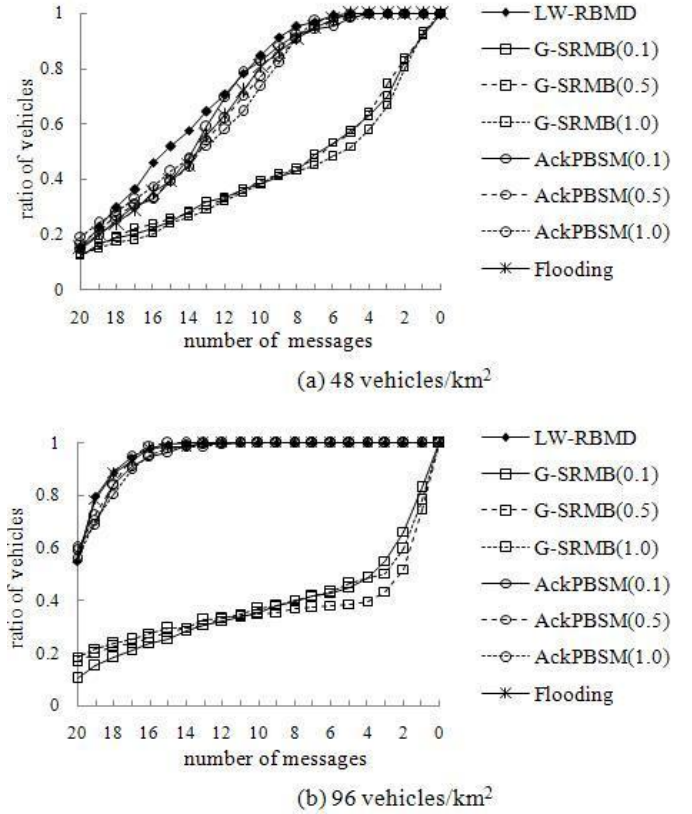 1
0.8
0.6
0.4
0.2
0
ratio of vehicles
20 18 16 14 12 10 8 6 4 2 0
number of messages
LW-RBMD
G-SRMB(0.1)
G-SRMB(0.5)
G-SRMB(1.0)
AckPBSM(0.1)
AckPBSM(0.5)
AckPBSM(1.0)
Flooding
(a) 48 vehicles/km²
1
0.8
0.6
0.4
0.2
0
ratio of vehicles
20 18 16 14 12 10 8 6 4 2 0
number of messages
LW-RBMD
G-SRMB(0.1)
G-SRMB(0.5)
G-SRMB(1.0)
AckPBSM(0.1)
AckPBSM(0.5)
AckPBSM(1.0)
Flooding
(b) 96 vehicles/km²